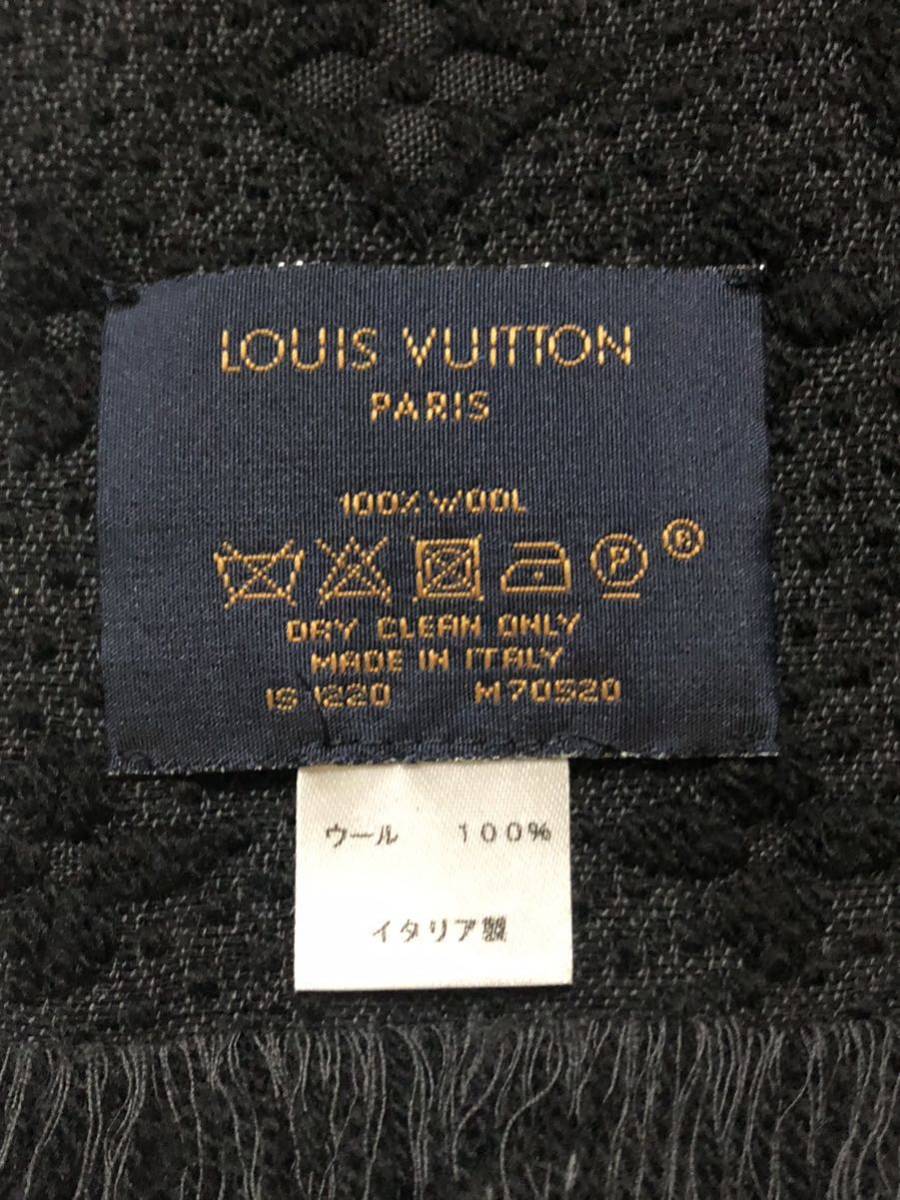 LOUIS VUITTON
PARIS
100% WOOL
P ®
DRY CLEAN ONLY
MADE IN ITALY
IS 1220 M70520
ウール 100%
イタリア製